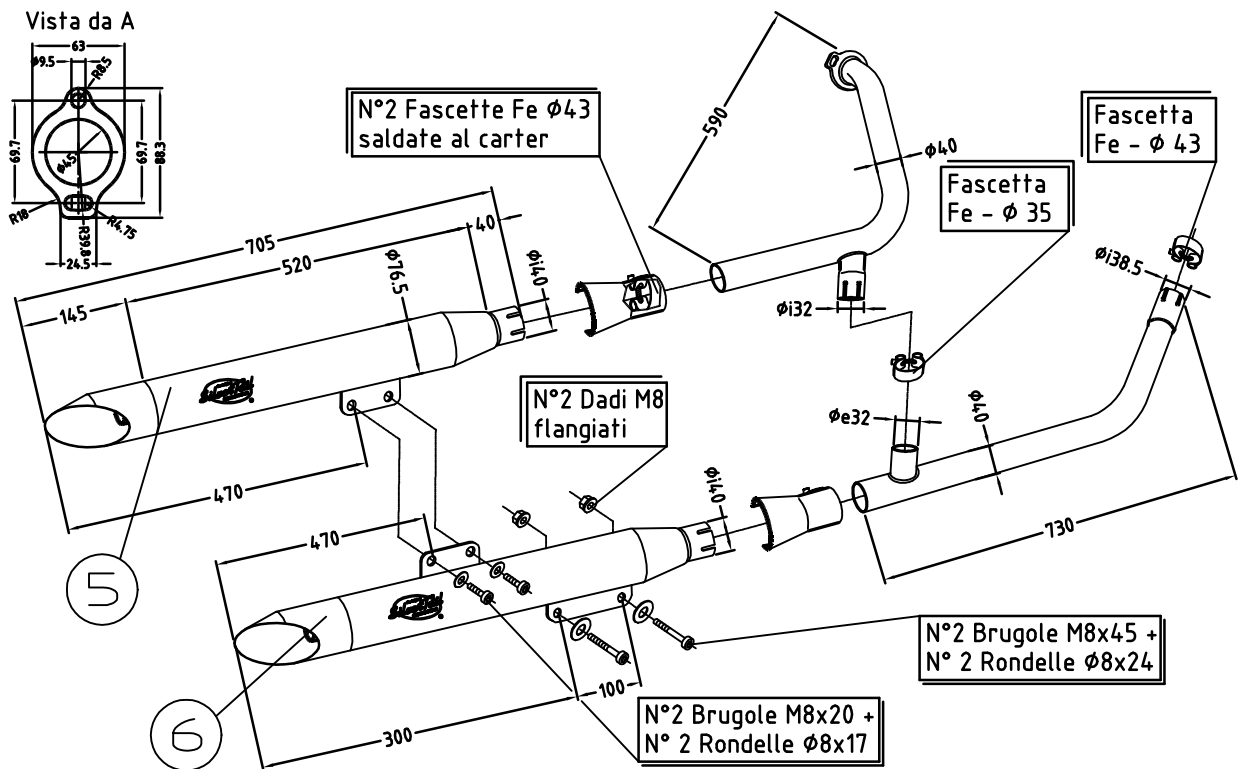 Vista da A
63
Φ9.5
R8.5
69.7
Φ45
69.7
88.3
R18
R39.8
R4.75
24.5
N°2 Fascette Fe Φ43
saldate al carter
590
Φ40
Fascetta
Fe - Φ 43
Fascetta
Fe - Φ 35
705
40
520
145
Φ76.5
Φi40
Φi32
Φi38.5
N°2 Dadi M8
flangiati
Φe32
Φ40
470
730
5
470
Φi40
N°2 Brugole M8x45 +
N° 2 Rondelle Φ8x24
100
300
6
N°2 Brugole M8x20 +
N° 2 Rondelle Φ8x17